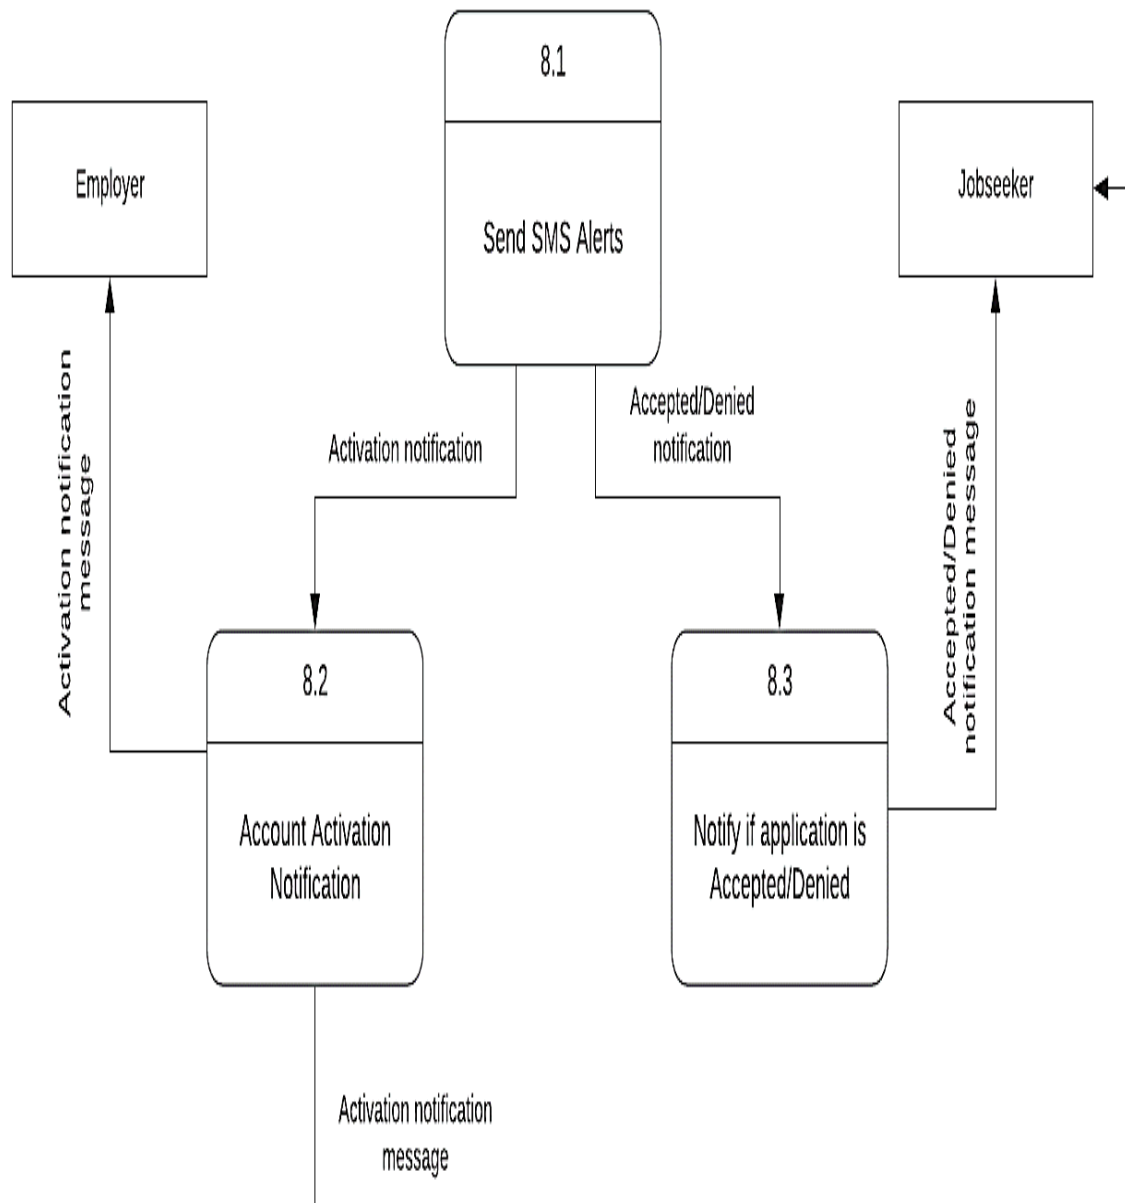 8.1
Send SMS Alerts
Employer
Jobseeker
Activation notification
message
Activation notification
Accepted/Denied
notification
Accepted/Denied
notification message
8.2
Account Activation
Notification
8.3
Notify if application is
Accepted/Denied
Activation notification
message